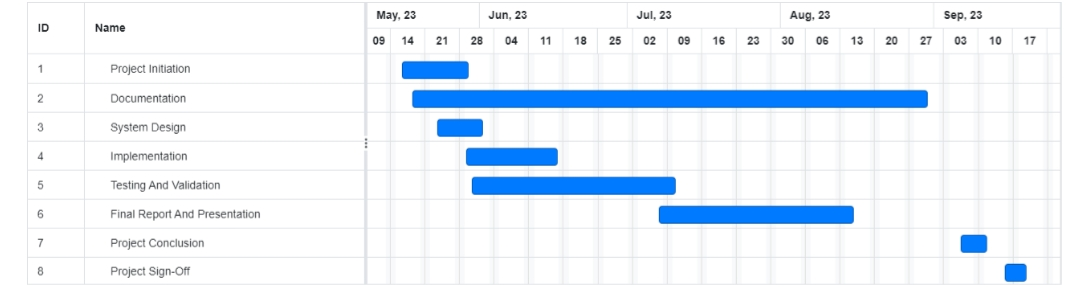 ID Name May, 23 Jun, 23 Jul, 23 Aug, 23 Sep, 23
09 14 21 28 04 11 18 25 02 09 16 23 30 06 13 20 27 03 10 17
1 Project Initiation
2 Documentation
3 System Design
4 Implementation
5 Testing And Validation
6 Final Report And Presentation
7 Project Conclusion
8 Project Sign-Off